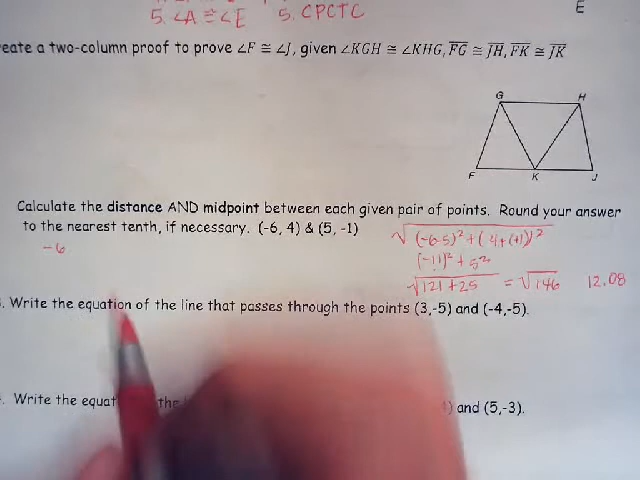 5. ∠A ≅ ∠E 5. CPCTC
E
eate a two-column proof to prove ∠F ≅ ∠J, given ∠KGH ≅ ∠KHG, FG ≅ JH, FK ≅ JK
G H
F K J
Calculate the distance AND midpoint between each given pair of points. Round your answer
to the nearest tenth, if necessary. (-6, 4) & (5, -1)
√(-6-5)² + (4+(+1))²
-6
(-11)² + 5²
√121 + 25 = √146 12.08
. Write the equation of the line that passes through the points (3,-5) and (-4,-5).
. Write the equat the and (5,-3).